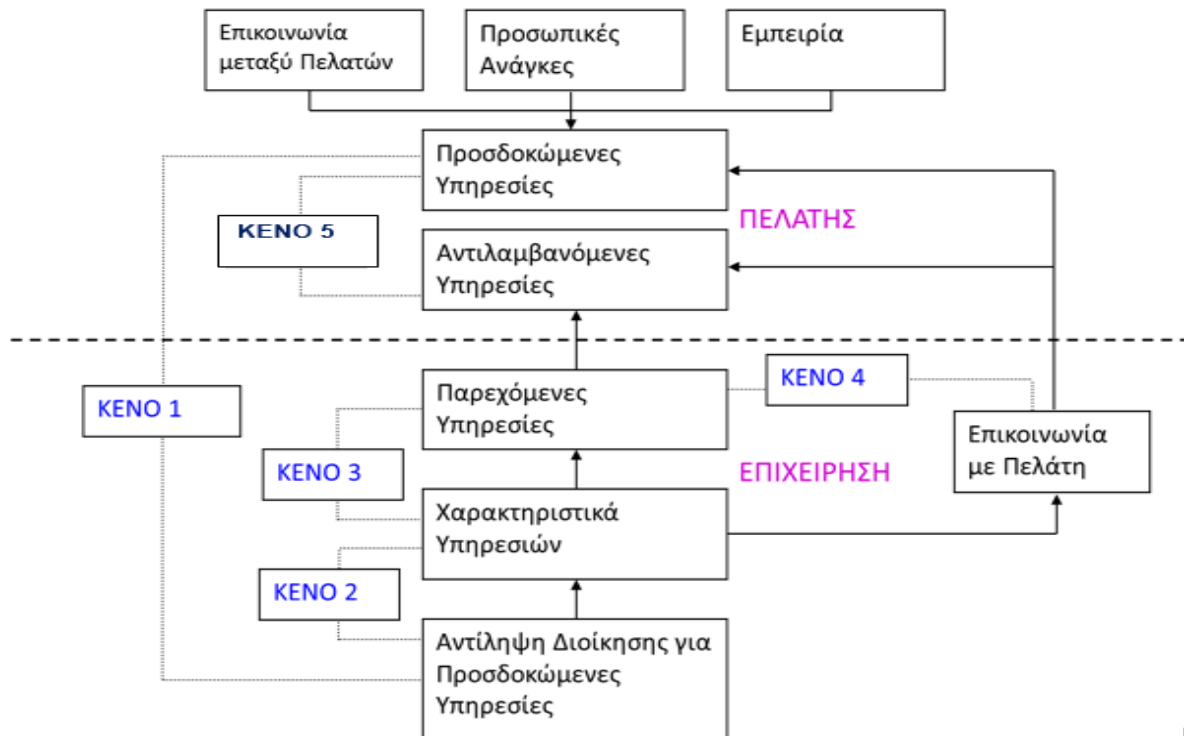 Επικοινωνία
μεταξύ Πελατών
Προσωπικές
Ανάγκες
Εμπειρία
Προσδοκώμενες
Υπηρεσίες
ΚΕΝΟ 5
ΠΕΛΑΤΗΣ
Αντιλαμβανόμενες
Υπηρεσίες
ΚΕΝΟ 1
Παρεχόμενες
Υπηρεσίες
ΚΕΝΟ 4
ΚΕΝΟ 3
ΕΠΙΧΕΙΡΗΣΗ
Επικοινωνία
με Πελάτη
Χαρακτηριστικά
Υπηρεσιών
ΚΕΝΟ 2
Αντίληψη Διοίκησης για
Προσδοκώμενες
Υπηρεσίες